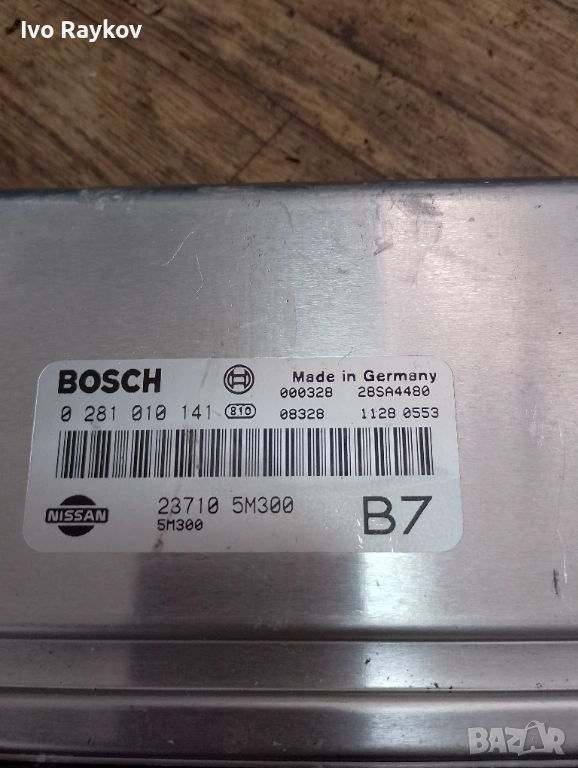 Ivo Raykov
BOSCH
Made in Germany
000328 28SA4480
0 281 010 141 810 08328 1128 0553
NISSAN
23710 5M300
5M300
B7
BAZAR